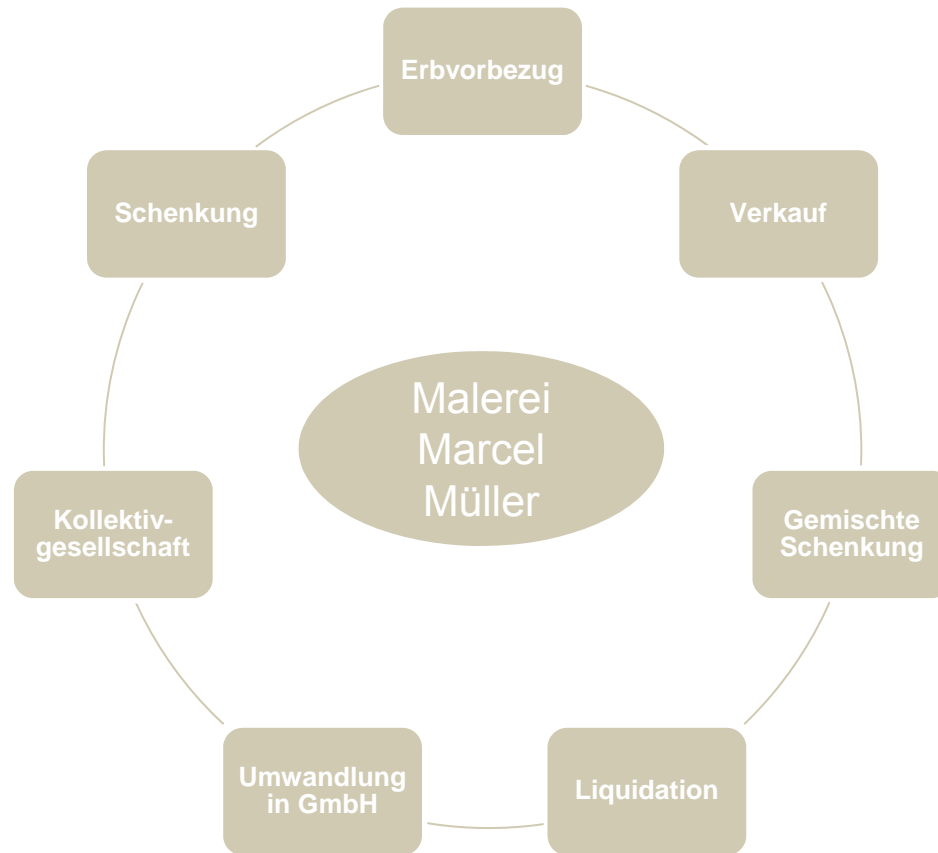 Erbvorbezug
Schenkung
Verkauf
Malerei
Marcel
Müller
Kollektiv-
gesellschaft
Gemischte
Schenkung
Umwandlung
in GmbH
Liquidation